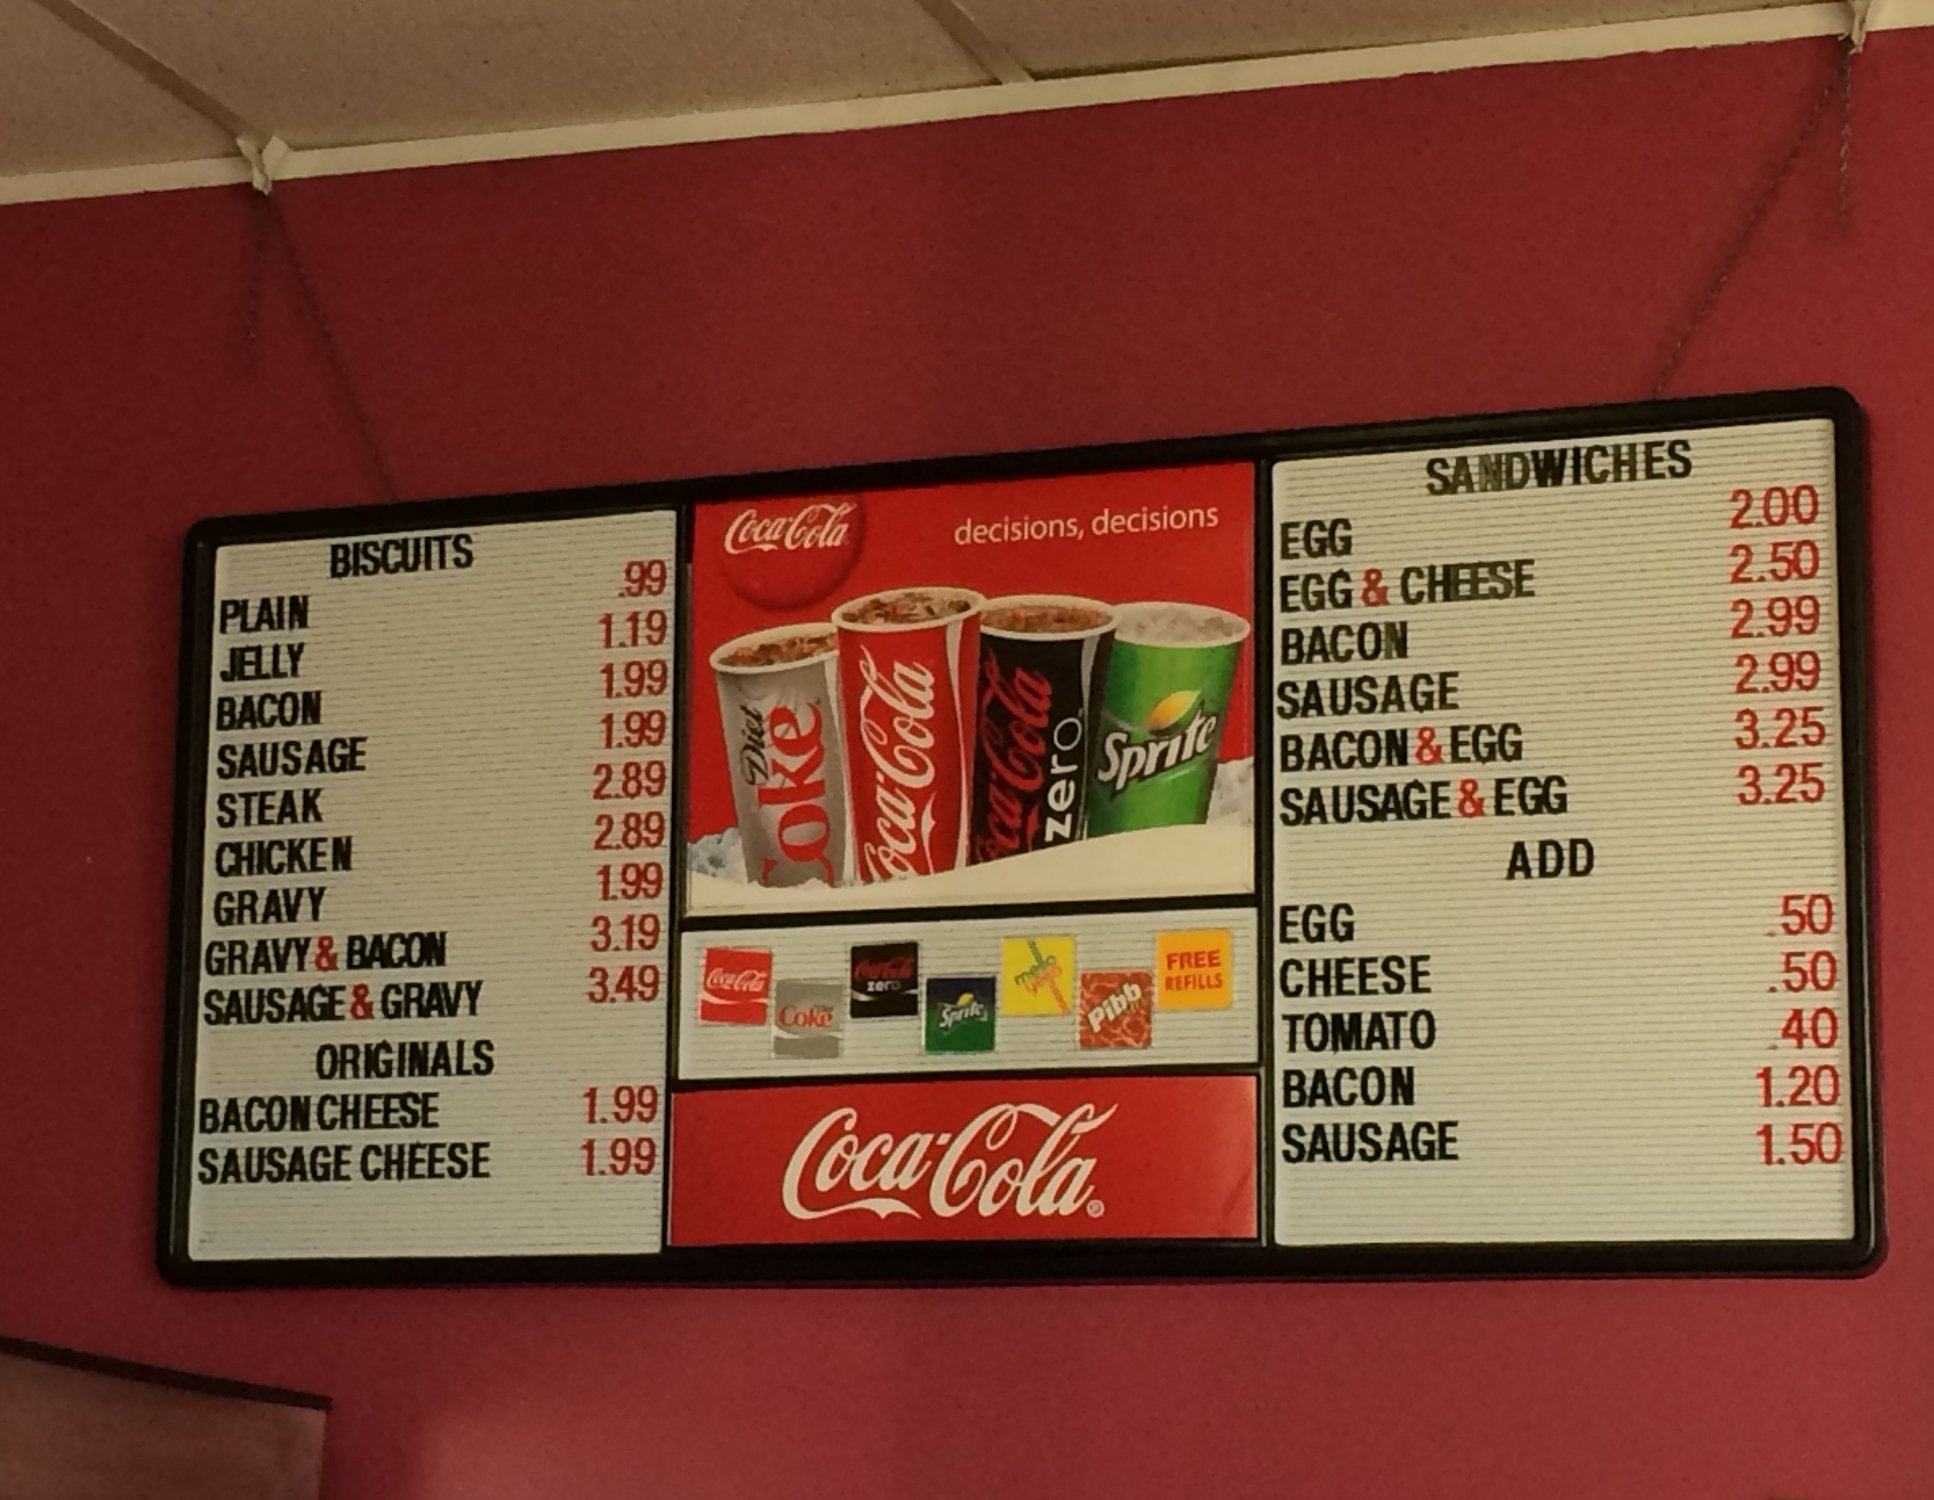 BISCUITS
PLAIN .99
JELLY 1.19
BACON 1.99
SAUSAGE 1.99
STEAK 2.89
CHICKEN 2.89
GRAVY 1.99
GRAVY & BACON 3.19
SAUSAGE & GRAVY 3.49
ORIGINALS
BACON CHEESE 1.99
SAUSAGE CHEESE 1.99
Coca-Cola
decisions, decisions
Diet Coke
Coca-Cola
Coca-Cola zero
Sprite
Coca-Cola
Coke
Coca-Cola zero
Sprite
mello yello
Pibb
FREE
REFILLS
Coca-Cola®
SANDWICHES
EGG 2.00
EGG & CHEESE 2.50
BACON 2.99
SAUSAGE 2.99
BACON & EGG 3.25
SAUSAGE & EGG 3.25
ADD
EGG .50
CHEESE .50
TOMATO .40
BACON 1.20
SAUSAGE 1.50